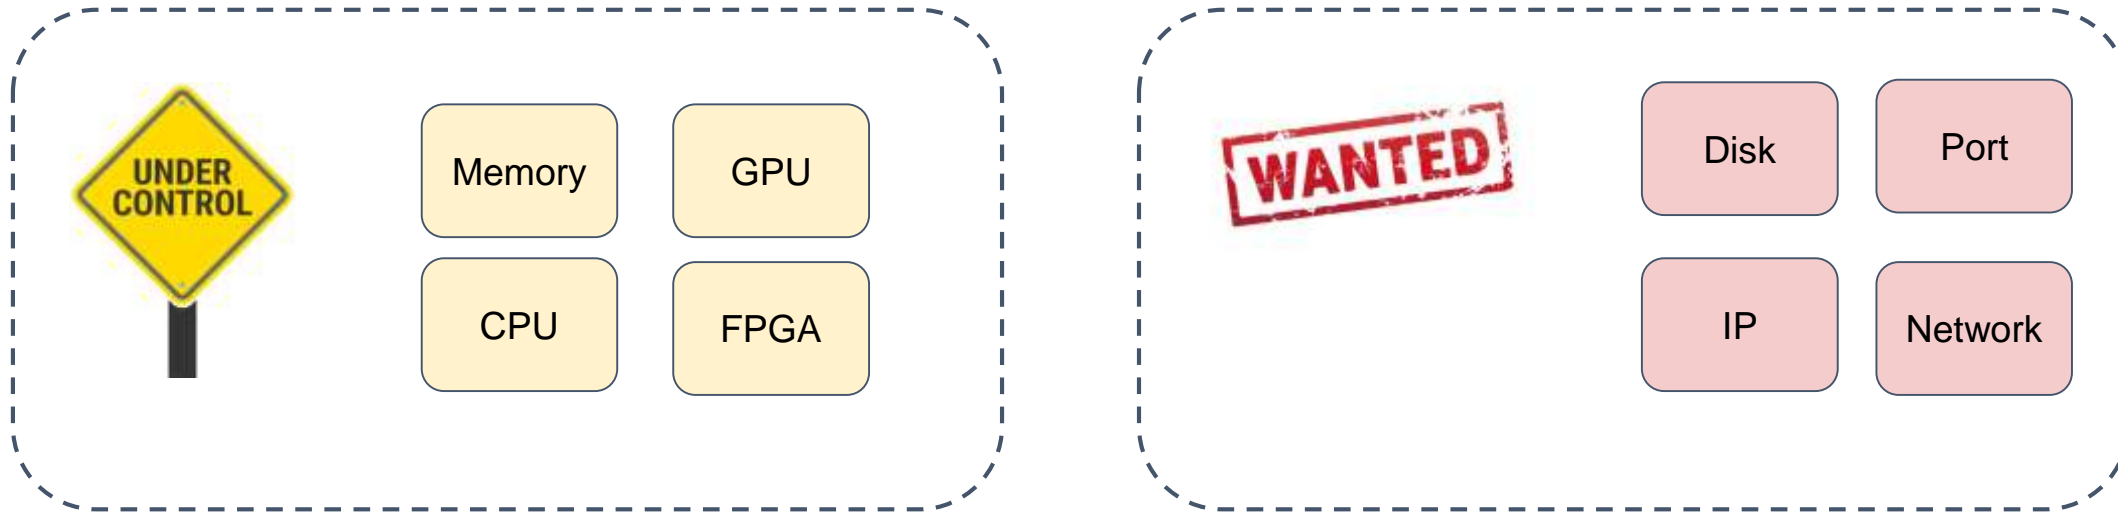 UNDER
CONTROL
Memory
GPU
CPU
FPGA
WANTED
Disk
Port
IP
Network